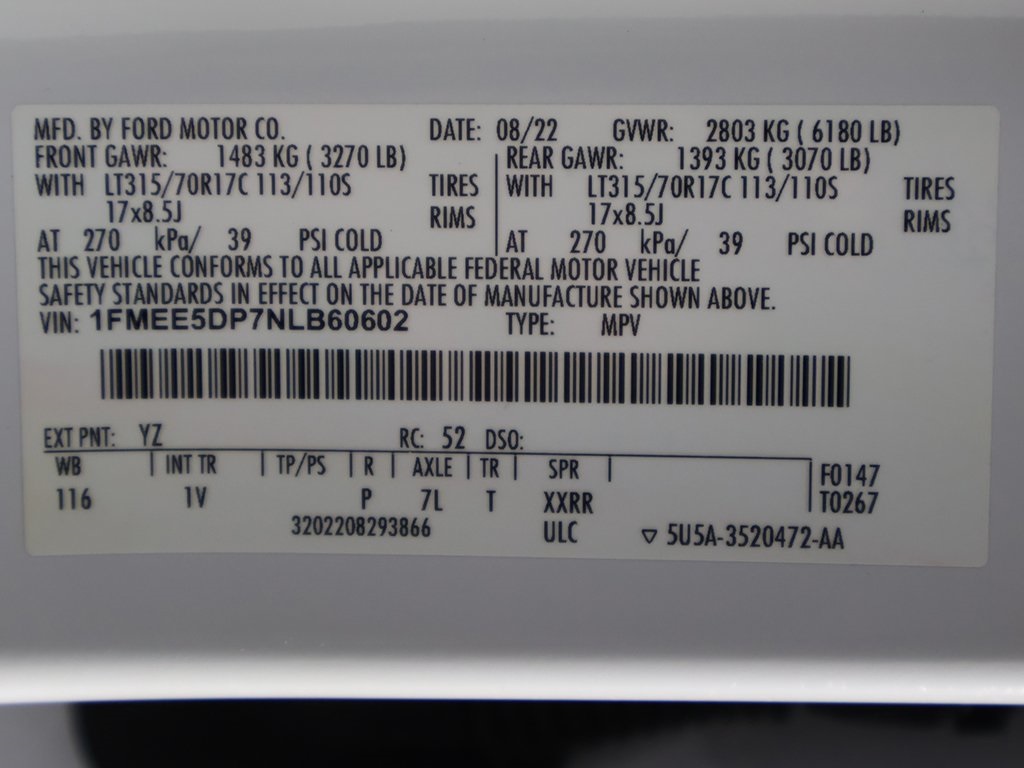 MFD. BY FORD MOTOR CO. DATE: 08/22 GVWR: 2803 KG ( 6180 LB)
FRONT GAWR: 1483 KG ( 3270 LB) REAR GAWR: 1393 KG ( 3070 LB)
WITH LT315/70R17C 113/110S TIRES WITH LT315/70R17C 113/110S TIRES
17x8.5J RIMS 17x8.5J RIMS
AT 270 kPa/ 39 PSI COLD AT 270 kPa/ 39 PSI COLD
THIS VEHICLE CONFORMS TO ALL APPLICABLE FEDERAL MOTOR VEHICLE
SAFETY STANDARDS IN EFFECT ON THE DATE OF MANUFACTURE SHOWN ABOVE.
VIN: 1FMEE5DP7NLB60602 TYPE: MPV
EXT PNT: YZ RC: 52 DSO:
WB INT TR TP/PS R AXLE TR SPR F0147
116 1V P 7L T XXRR T0267
3202208293866 ULC ▽ 5U5A-3520472-AA